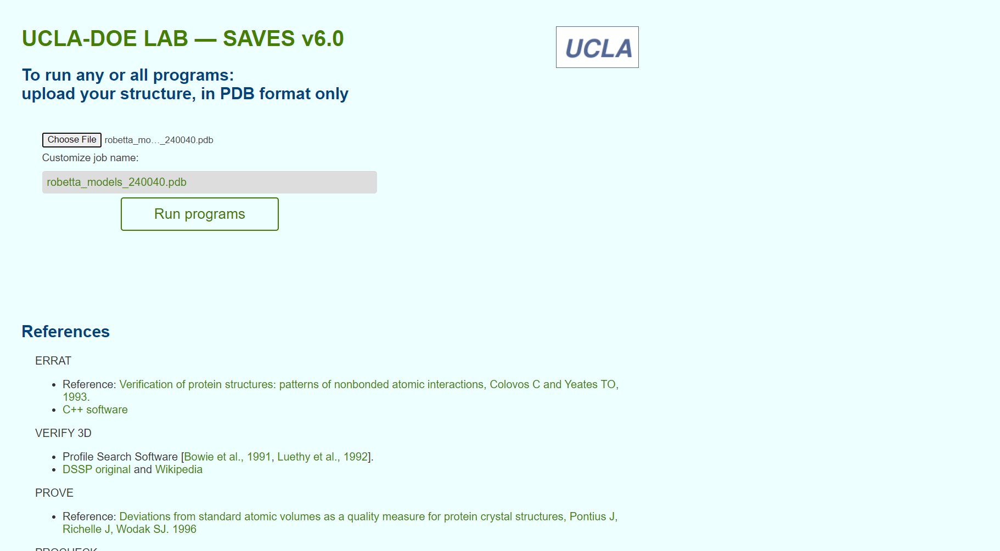 UCLA-DOE LAB — SAVES v6.0
UCLA
To run any or all programs:
upload your structure, in PDB format only
Choose File robetta_mo…_240040.pdb
Customize job name:
robetta_models_240040.pdb
Run programs
References
ERRAT
• Reference: Verification of protein structures: patterns of nonbonded atomic interactions, Colovos C and Yeates TO,
1993.
• C++ software
VERIFY 3D
• Profile Search Software [Bowie et al., 1991, Luethy et al., 1992].
• DSSP original and Wikipedia
PROVE
• Reference: Deviations from standard atomic volumes as a quality measure for protein crystal structures, Pontius J,
Richelle J, Wodak SJ. 1996
PROCHECK